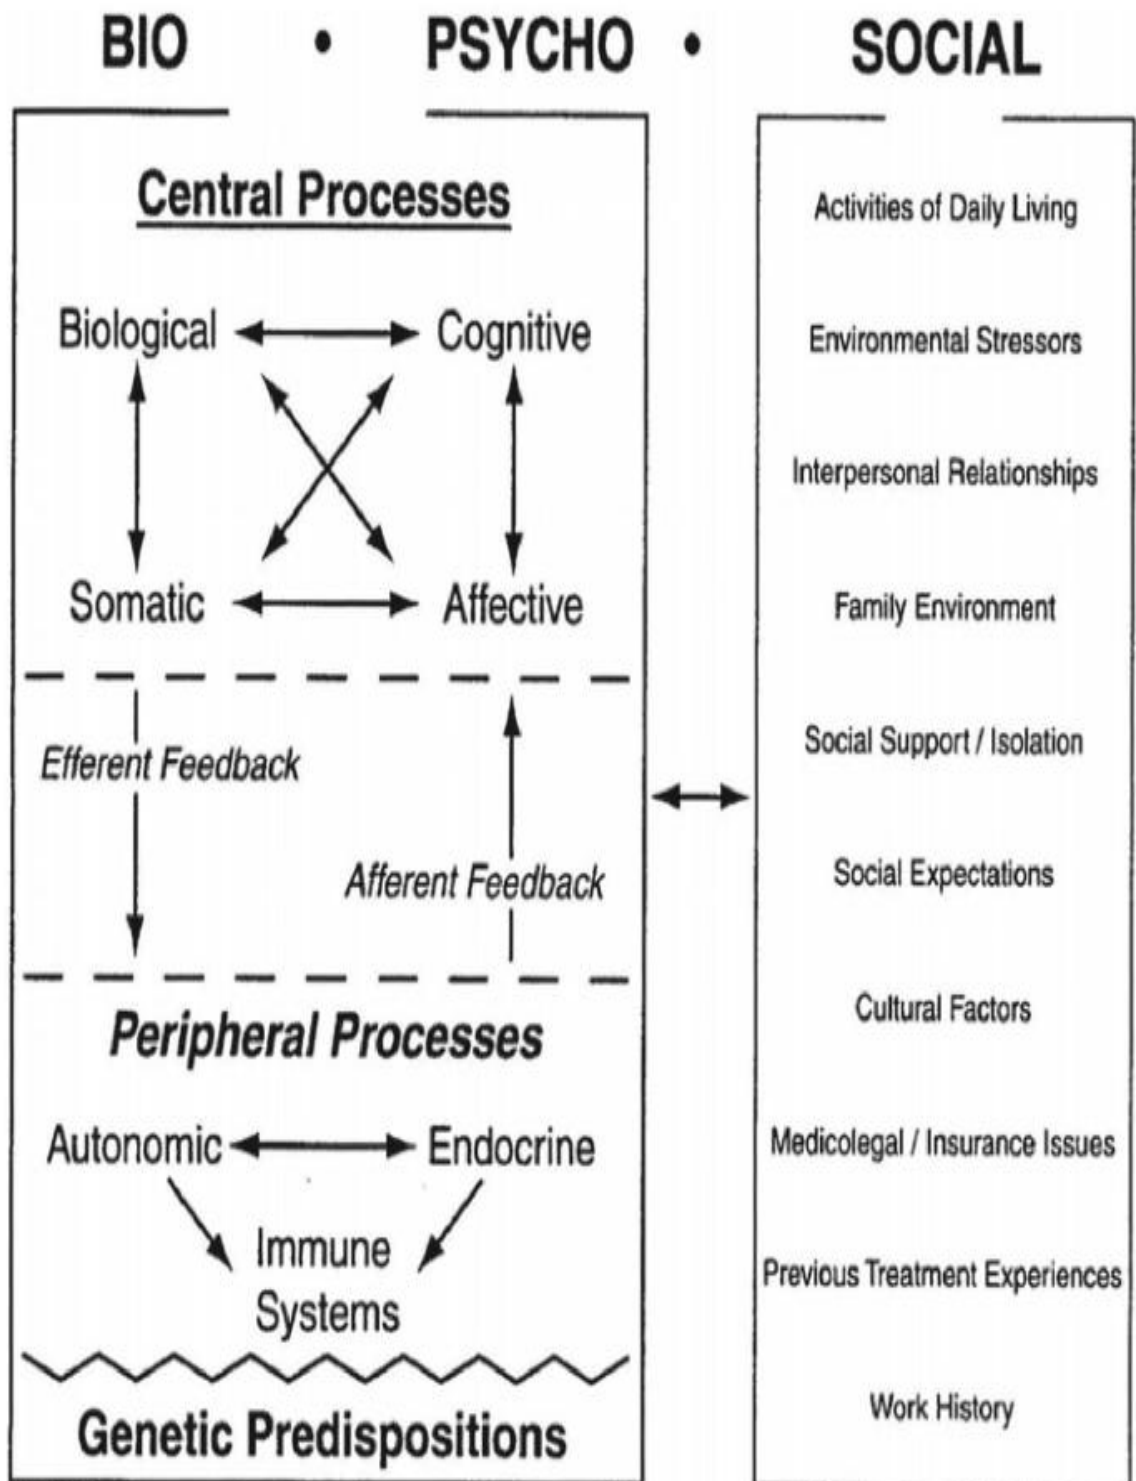 BIO • PSYCHO • SOCIAL
Central Processes
Biological Cognitive
Somatic Affective
Efferent Feedback
Afferent Feedback
Peripheral Processes
Autonomic Endocrine
Immune
Systems
Genetic Predispositions
Activities of Daily Living
Environmental Stressors
Interpersonal Relationships
Family Environment
Social Support / Isolation
Social Expectations
Cultural Factors
Medicolegal / Insurance Issues
Previous Treatment Experiences
Work History